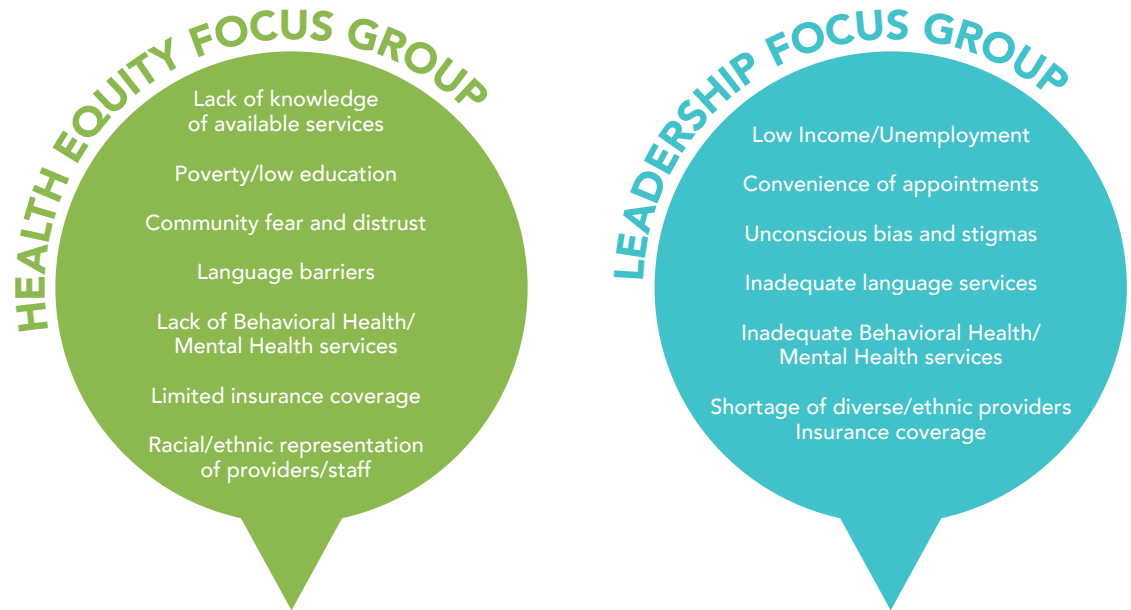 HEALTH EQUITY FOCUS GROUP
Lack of knowledge
of available services
Poverty/low education
Community fear and distrust
Language barriers
Lack of Behavioral Health/
Mental Health services
Limited insurance coverage
Racial/ethnic representation
of providers/staff
LEADERSHIP FOCUS GROUP
Low Income/Unemployment
Convenience of appointments
Unconscious bias and stigmas
Inadequate language services
Inadequate Behavioral Health/
Mental Health services
Shortage of diverse/ethnic providers
Insurance coverage